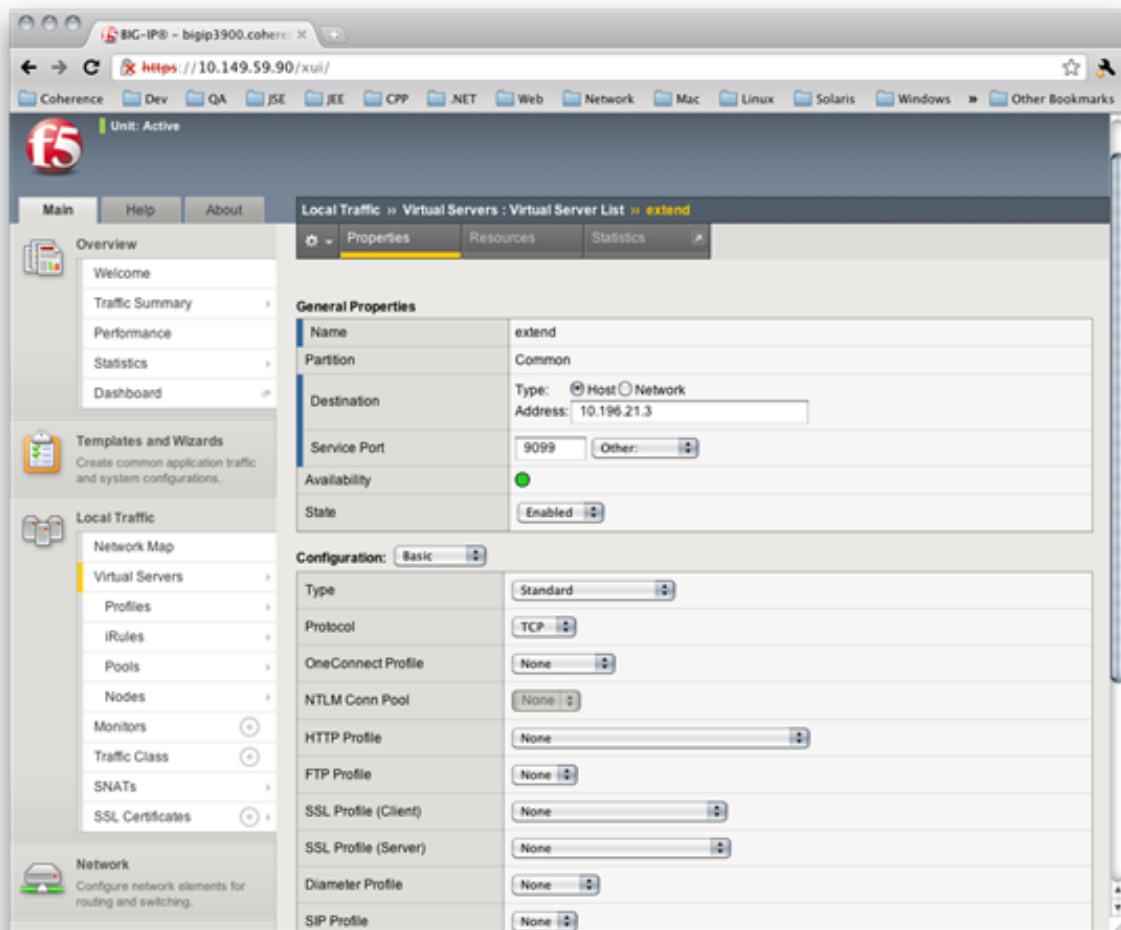 BIG-IP® - bigip3900.cohere
https://10.149.59.90/xui/
Coherence Dev QA JSE JEE CPP .NET Web Network Mac Linux Solaris Windows » Other Bookmarks
f5
Unit: Active
Main Help About
Local Traffic » Virtual Servers : Virtual Server List » extend
Properties Resources Statistics
Overview
Welcome
Traffic Summary
Performance
Statistics
Dashboard
Templates and Wizards
Create common application traffic
and system configurations.
Local Traffic
Network Map
Virtual Servers
Profiles
iRules
Pools
Nodes
Monitors
Traffic Class
SNATs
SSL Certificates
Network
Configure network elements for
routing and switching.
General Properties
Name extend
Partition Common
Destination
Type: Host Network
Address: 10.196.21.3
Service Port 9099 Other:
Availability
State Enabled
Configuration: Basic
Type Standard
Protocol TCP
OneConnect Profile None
NTLM Conn Pool None
HTTP Profile None
FTP Profile None
SSL Profile (Client) None
SSL Profile (Server) None
Diameter Profile None
SIP Profile None